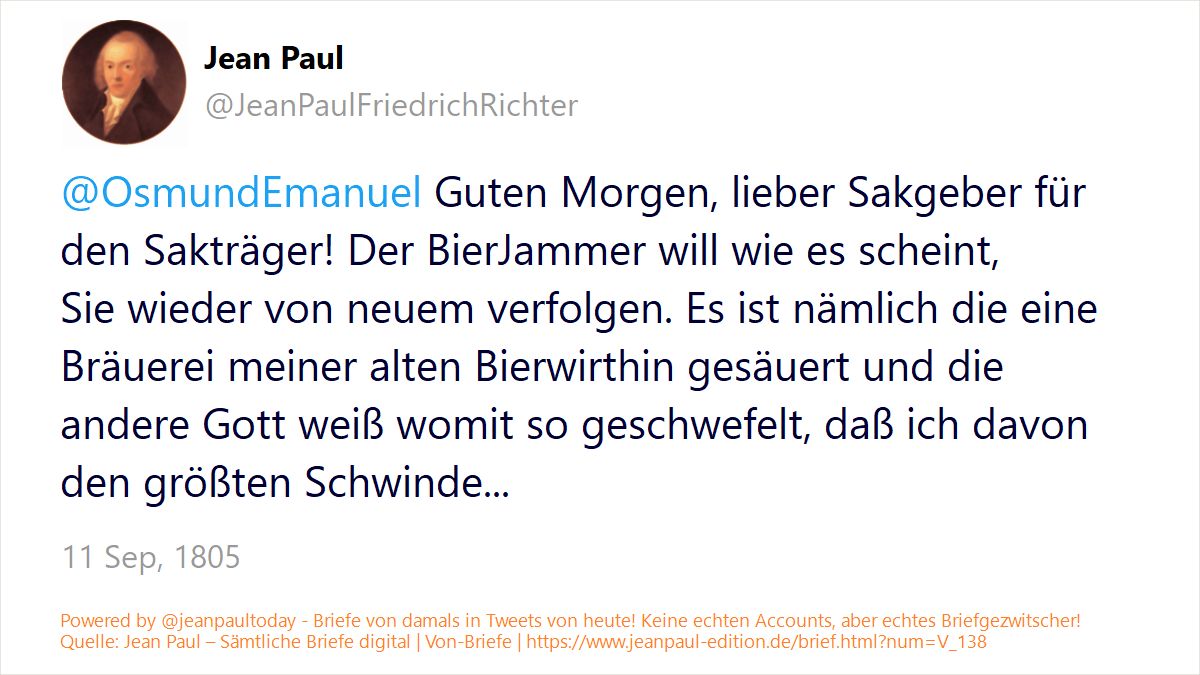 Jean Paul
@JeanPaulFriedrichRichter
@OsmundEmanuel Guten Morgen, lieber Sakgeber für
den Sakträger! Der BierJammer will wie es scheint,
Sie wieder von neuem verfolgen. Es ist nämlich die eine
Bräuerei meiner alten Bierwirthin gesäuert und die
andere Gott weiß womit so geschwefelt, daß ich davon
den größten Schwinde...
11 Sep, 1805
Powered by @jeanpaultoday - Briefe von damals in Tweets von heute! Keine echten Accounts, aber echtes Briefgezwitscher!
Quelle: Jean Paul – Sämtliche Briefe digital | Von-Briefe | https://www.jeanpaul-edition.de/brief.html?num=V_138